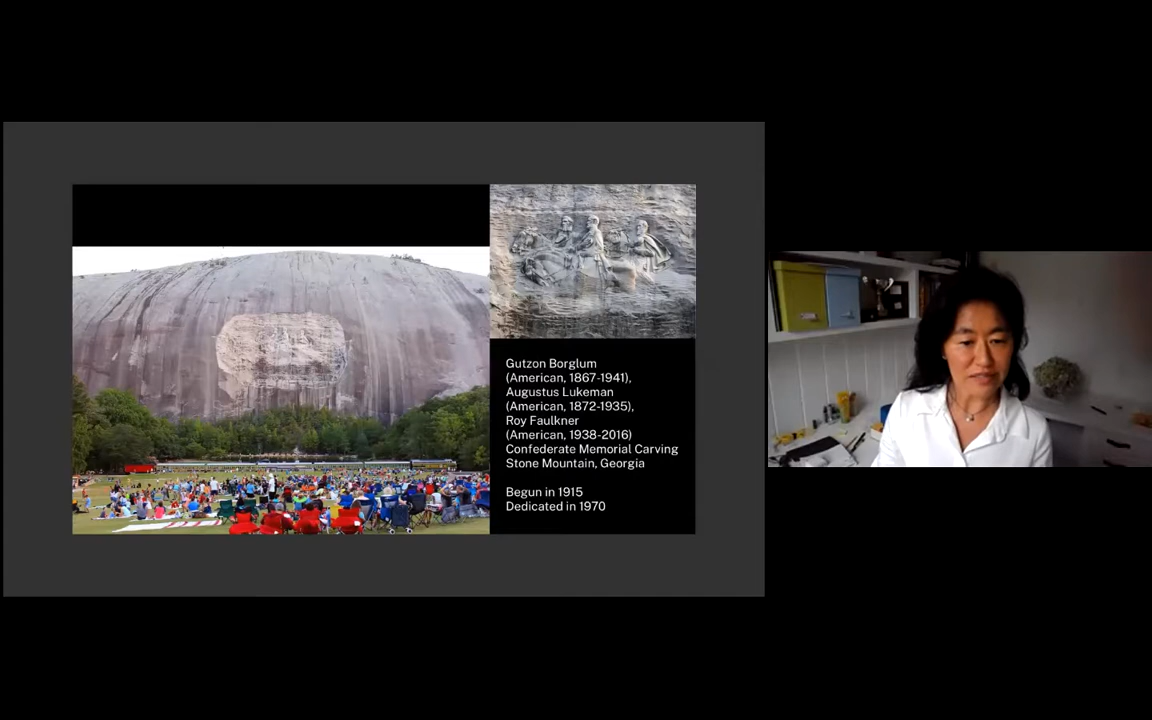 Gutzon Borglum
(American, 1867-1941),
Augustus Lukeman
(American, 1872-1935),
Roy Faulkner
(American, 1938-2016)
Confederate Memorial Carving
Stone Mountain, Georgia
Begun in 1915
Dedicated in 1970